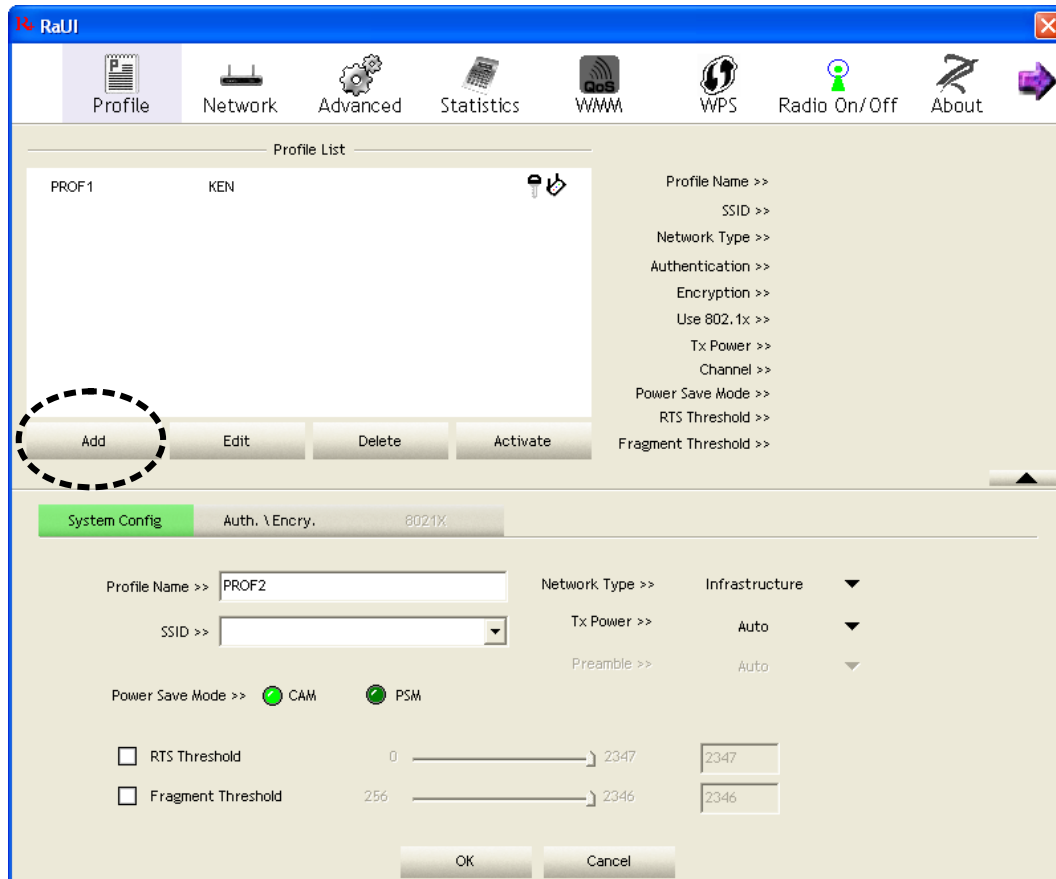 RaUI
Profile Network Advanced Statistics QoS WMM WPS Radio On/Off About
Profile List
PROF1 KEN
Profile Name >>
SSID >>
Network Type >>
Authentication >>
Encryption >>
Use 802.1x >>
Tx Power >>
Channel >>
Power Save Mode >>
RTS Threshold >>
Fragment Threshold >>
Add Edit Delete Activate
System Config Auth. \ Encry. 8021X
Profile Name >> PROF2 Network Type >> Infrastructure
SSID >> Tx Power >> Auto
Preamble >> Auto
Power Save Mode >> CAM PSM
RTS Threshold 0 2347 2347
Fragment Threshold 256 2346 2346
OK Cancel